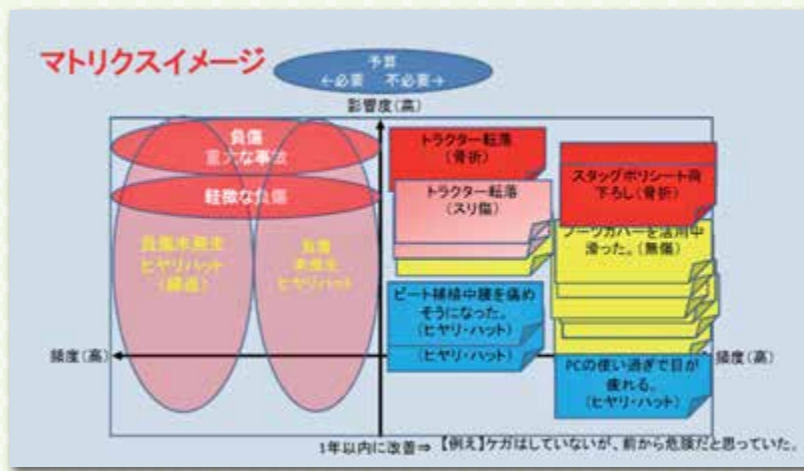 マトリクスイメージ
予算
←必要 不必要→
影響度(高)
負傷
重大な事故
軽微な負傷
負傷未発生
ヒヤリハット
負傷
未発生
ヒヤリハット
トラクター転落
(骨折)
トラクター転落
(スリ傷)
スタッグポリシート荷
下ろし(骨折)
ブーツカバーを活用中
滑った。(無傷)
ビート補植中腰を痛め
そうになった。
(ヒヤリ・ハット)
(ヒヤリ・ハット)
PCの使い過ぎで目が
疲れる。
(ヒヤリ・ハット)
頻度(高)
頻度(高)
1年以内に改善⇒ 【例え】ケガはしていないが、前から危険だと思っていた。